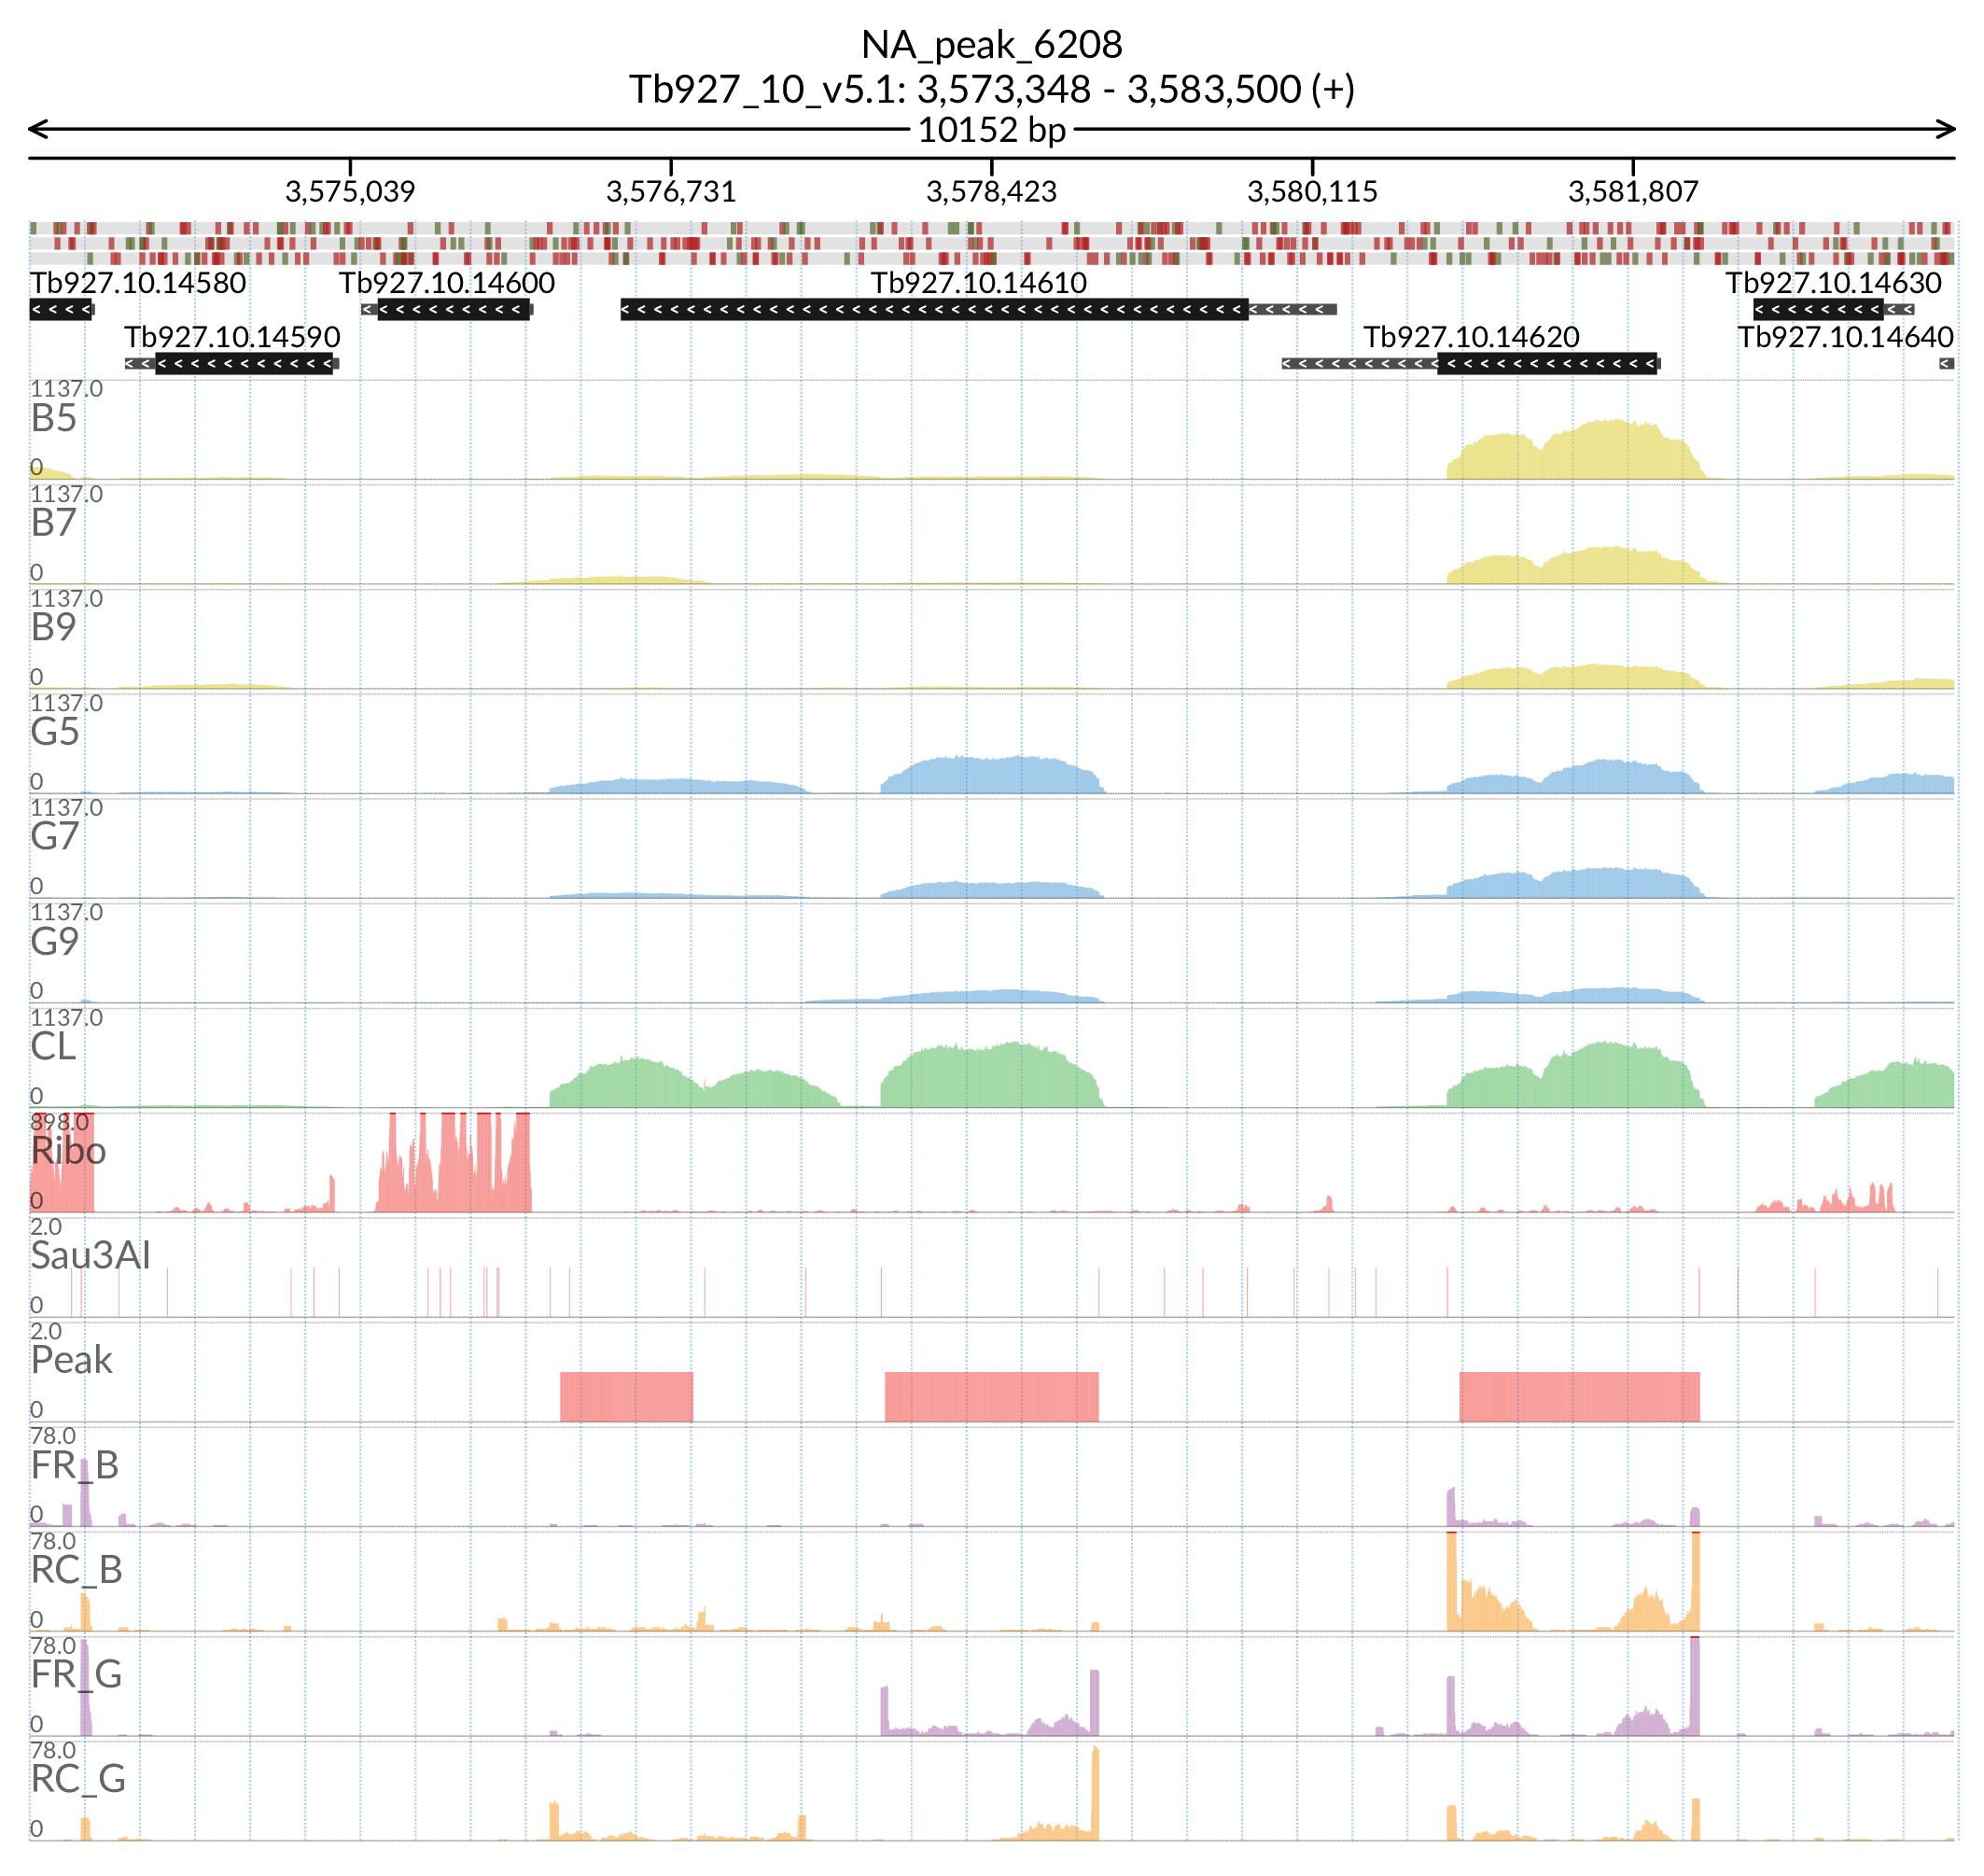 NA_peak_6208
Tb927_10_v5.1: 3,573,348 - 3,583,500 (+)
10152 bp
3,575,039 3,576,731 3,578,423 3,580,115 3,581,807
Tb927.10.14580 Tb927.10.14600 Tb927.10.14610 Tb927.10.14630
Tb927.10.14590 Tb927.10.14620 Tb927.10.14640
1137.0
B5
0
1137.0
B7
0
1137.0
B9
0
1137.0
G5
0
1137.0
G7
0
1137.0
G9
0
1137.0
CL
0
898.0
Ribo
0
2.0
Sau3AI
0
2.0
Peak
0
78.0
FR_B
0
78.0
RC_B
0
78.0
FR_G
0
78.0
RC_G
0